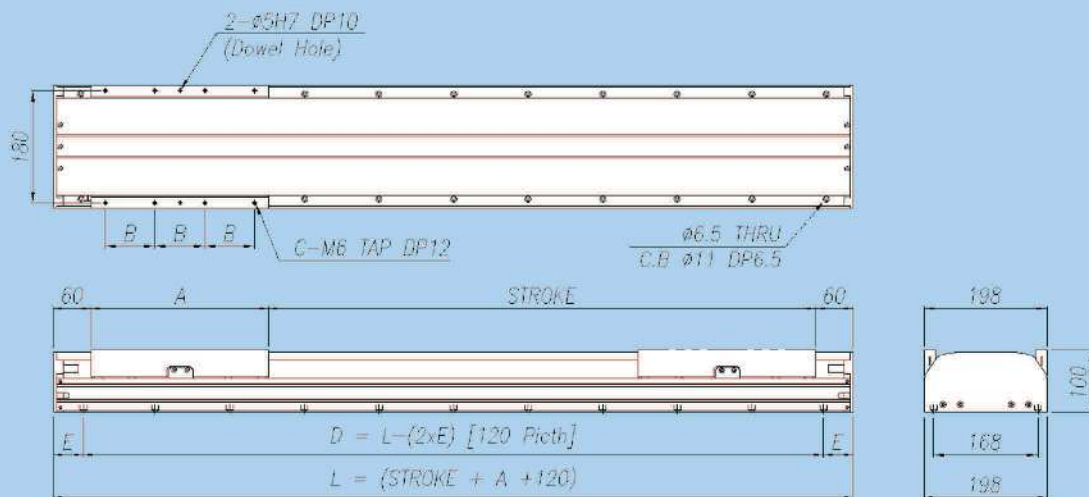 2-ø5H7 DP10
(Dowel Hole)
180
B B B
C-M6 TAP DP12
ø6.5 THRU
C.B ø11 DP6.5
60 A STROKE 60
198
100
E D = L-(2xE) [120 Picth] E
168
L = (STROKE + A +120)
198